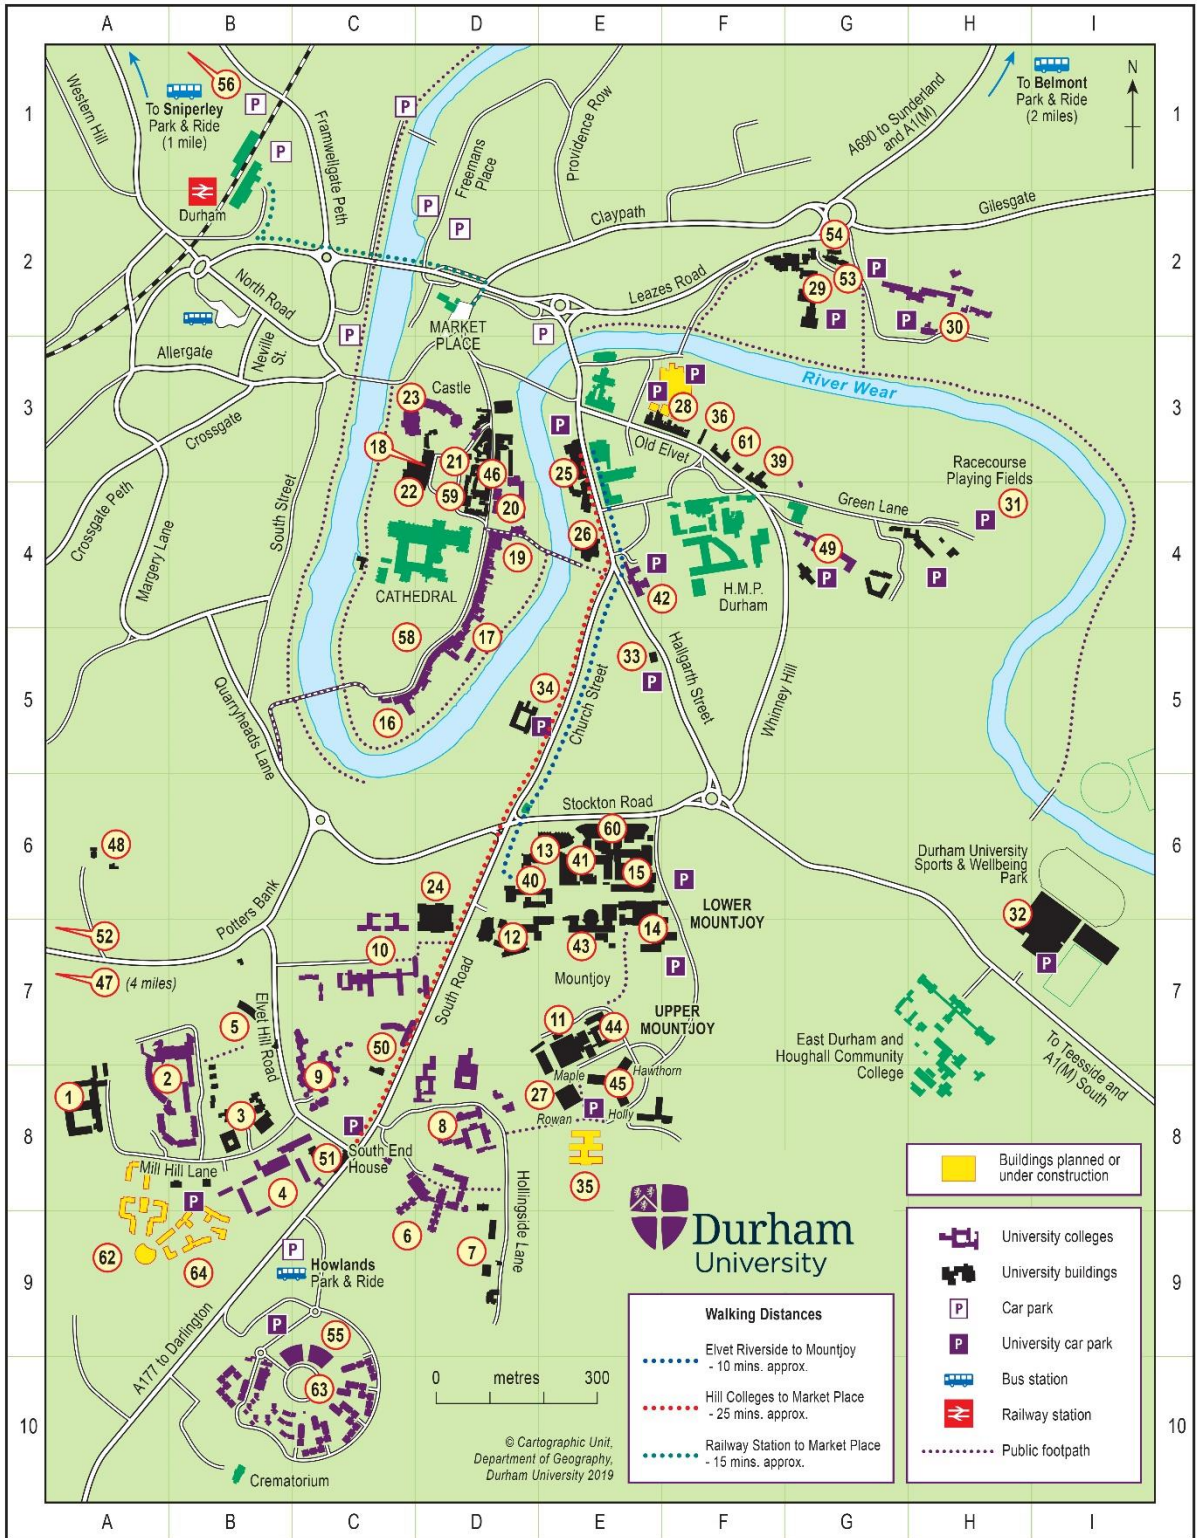 A B C D E F G H I
1
2
3
4
5
6
7
8
9
10
1
2
3
4
5
6
7
8
9
10
Western Hill
56
P
To Sniperley
Park & Ride
(1 mile)
P
Durham
Framwellgate Peth
P
Freemans
Place
Providence Row
To Belmont
Park & Ride
(2 miles)
N
A690 to Sunderland
and A1(M)
Gilesgate
Claypath
P
P
54
53
29
P
P
P
30
Leazes Road
North Road
P
MARKET
PLACE
P
Allergate
Neville
St.
Crossgate
Crossgate Peth
Margery Lane
South Street
Castle
23
18
21
46
22
59
20
19
CATHEDRAL
58
17
16
P
25
26
P
42
33
P
34
P
P
P
28
36
61
39
Old Elvet
River Wear
Racecourse
Playing Fields
31
P
Green Lane
49
P
P
H.M.P.
Durham
Hallgarth Street
Church Street
Whinney Hill
Quarryheads Lane
Stockton Road
48
52
47
(4 miles)
Potters Bank
24
10
13
60
41
15
40
12
43
14
P
LOWER
MOUNTJOY
P
Mountjoy
UPPER
MOUNTJOY
Durham University
Sports & Wellbeing
Park
32
P
East Durham and
Houghall Community
College
To Teeside and
A1(M) South
South Road
Elvet Hill Road
5
2
1
3
9
50
11
44
Maple
Hawthorn
45
27
P
Rowan
Holly
8
P
51
South End
House
Mill Hill Lane
4
P
62
64
6
7
Hollingside Lane
35
P
Howlands
Park & Ride
P
55
63
A177 to Darlington
Crematorium
0 metres 300
© Cartographic Unit,
Department of Geography,
Durham University 2019
Durham
University
Walking Distances
Elvet Riverside to Mountjoy
- 10 mins. approx.
Hill Colleges to Market Place
- 25 mins. approx.
Railway Station to Market Place
- 15 mins. approx.
Buildings planned or
under construction
University colleges
University buildings
P Car park
P University car park
Bus station
Railway station
Public footpath
A B C D E F G H I